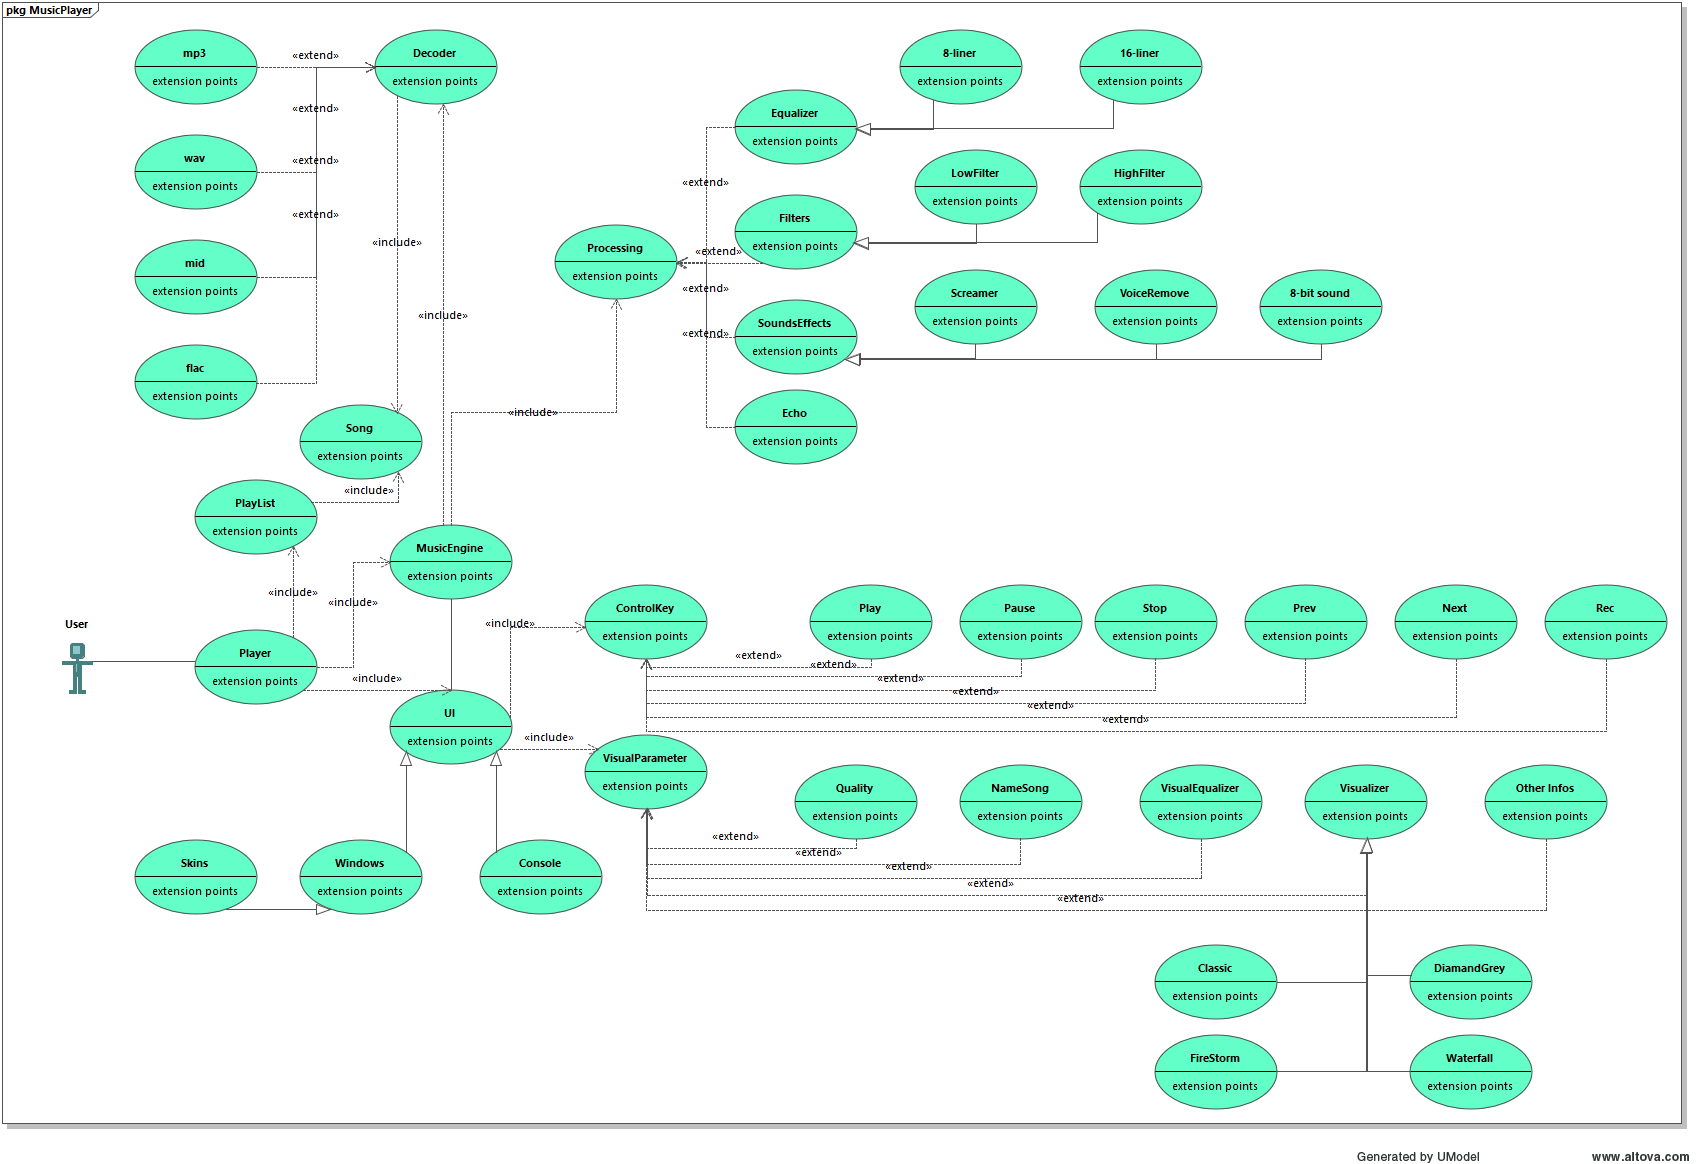 pkg MusicPlayer
mp3
extension points
«extend»
Decoder
extension points
8-liner
extension points
16-liner
extension points
«extend»
Equalizer
extension points
wav
extension points
«extend»
«extend»
LowFilter
extension points
HighFilter
extension points
«extend»
Filters
extension points
«include»
Processing
extension points
«extend»
mid
extension points
«extend»
Screamer
extension points
VoiceRemove
extension points
8-bit sound
extension points
«include»
SoundsEffects
extension points
«extend»
flac
extension points
Song
extension points
«include»
Echo
extension points
«include»
PlayList
extension points
MusicEngine
extension points
«include»
«include»
User
Player
extension points
«include»
«include»
ControlKey
extension points
Play
extension points
Pause
extension points
Stop
extension points
Prev
extension points
Next
extension points
Rec
extension points
«extend»
«extend»
«extend»
«extend»
«extend»
«extend»
UI
extension points
«include»
VisualParameter
extension points
Quality
extension points
NameSong
extension points
VisualEqualizer
extension points
Visualizer
extension points
Other Infos
extension points
«extend»
«extend»
«extend»
«extend»
«extend»
Skins
extension points
Windows
extension points
Console
extension points
Classic
extension points
DiamandGrey
extension points
FireStorm
extension points
Waterfall
extension points
Generated by UModel
www.altova.com